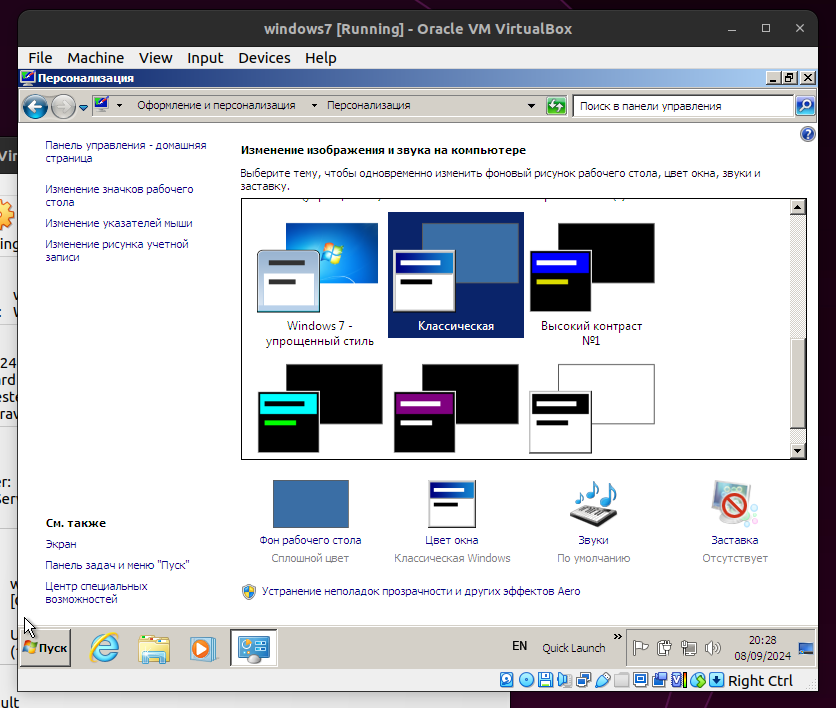 windows7 [Running] - Oracle VM VirtualBox
File Machine View Input Devices Help
Персонализация
Оформление и персонализация Персонализация
Поиск в панели управления
Панель управления - домашняя
страница
Изменение значков рабочего
стола
Изменение указателей мыши
Изменение рисунка учетной
записи
Изменение изображения и звука на компьютере
Выберите тему, чтобы одновременно изменить фоновый рисунок рабочего стола, цвет окна, звуки и
заставку.
Windows 7 -
упрощенный стиль
Классическая
Высокий контраст
№1
Фон рабочего стола
Сплошной цвет
Цвет окна
Классическая Windows
Звуки
По умолчанию
Заставка
Отсутствует
См. также
Экран
Панель задач и меню "Пуск"
Центр специальных
возможностей
Устранение неполадок прозрачности и других эффектов Aero
Пуск
EN
Quick Launch
20:28
08/09/2024
Right Ctrl